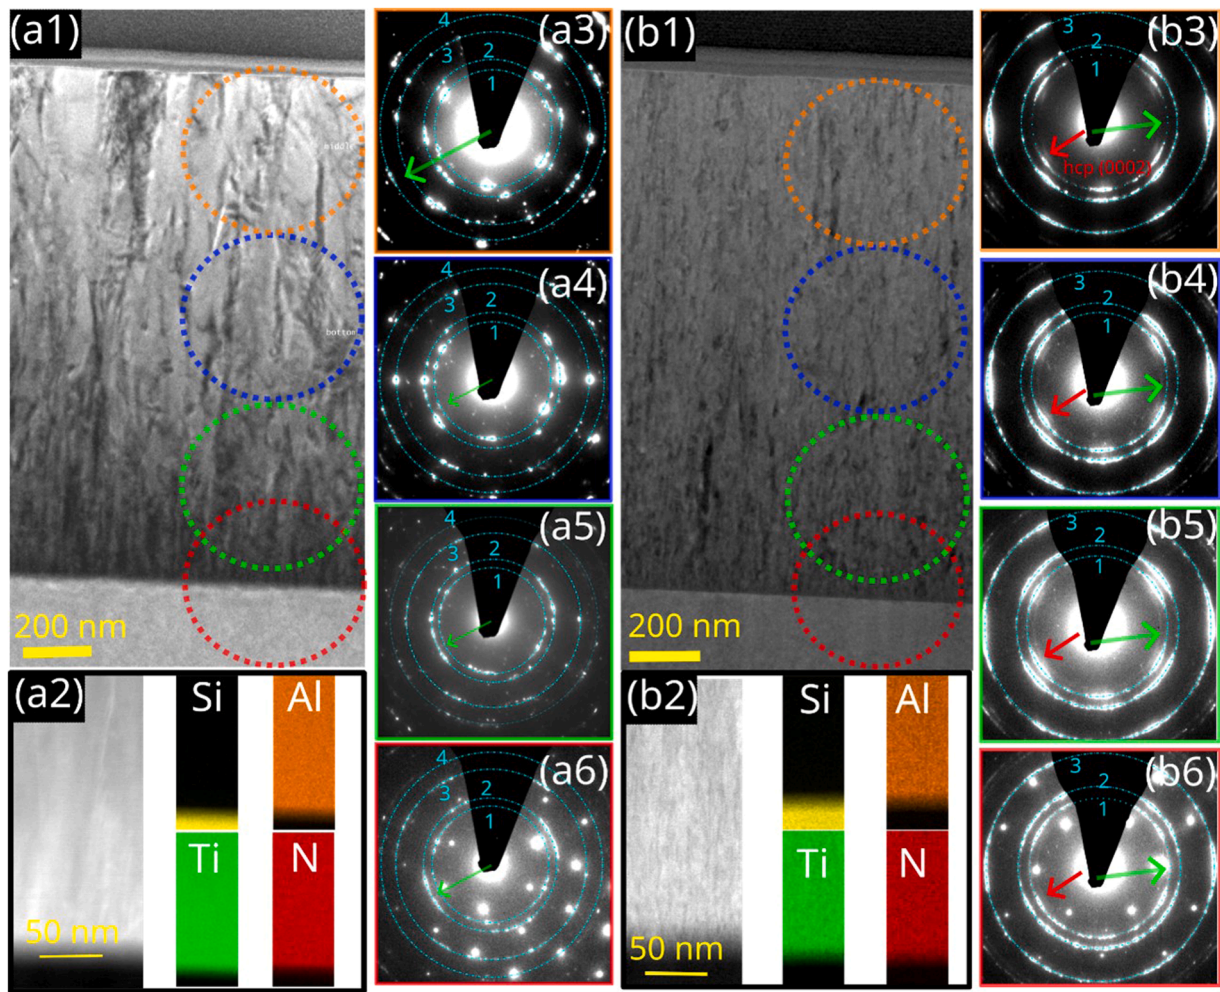 (a1)
middle
bottom
200 nm
(a2)
Si
Al
Ti
N
50 nm
(a3)
4
3
2
1
(a4)
4
3
2
1
(a5)
4
3
2
1
(a6)
4
3
2
1
(b1)
200 nm
(b2)
Si
Al
Ti
N
50 nm
(b3)
3
2
1
hcp (0002)
(b4)
3
2
1
(b5)
3
2
1
(b6)
3
2
1